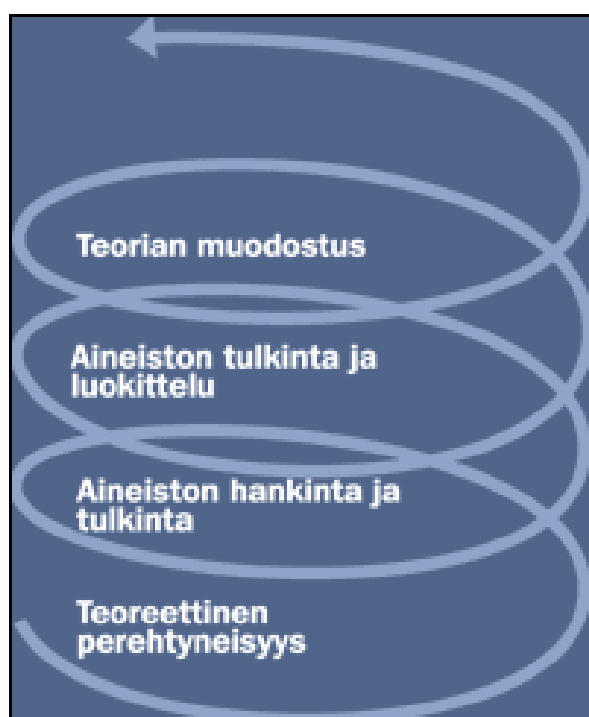 Teorian muodostus
Aineiston tulkinta ja
luokittelu
Aineiston hankinta ja
tulkinta
Teoreettinen
perehtyneisyys